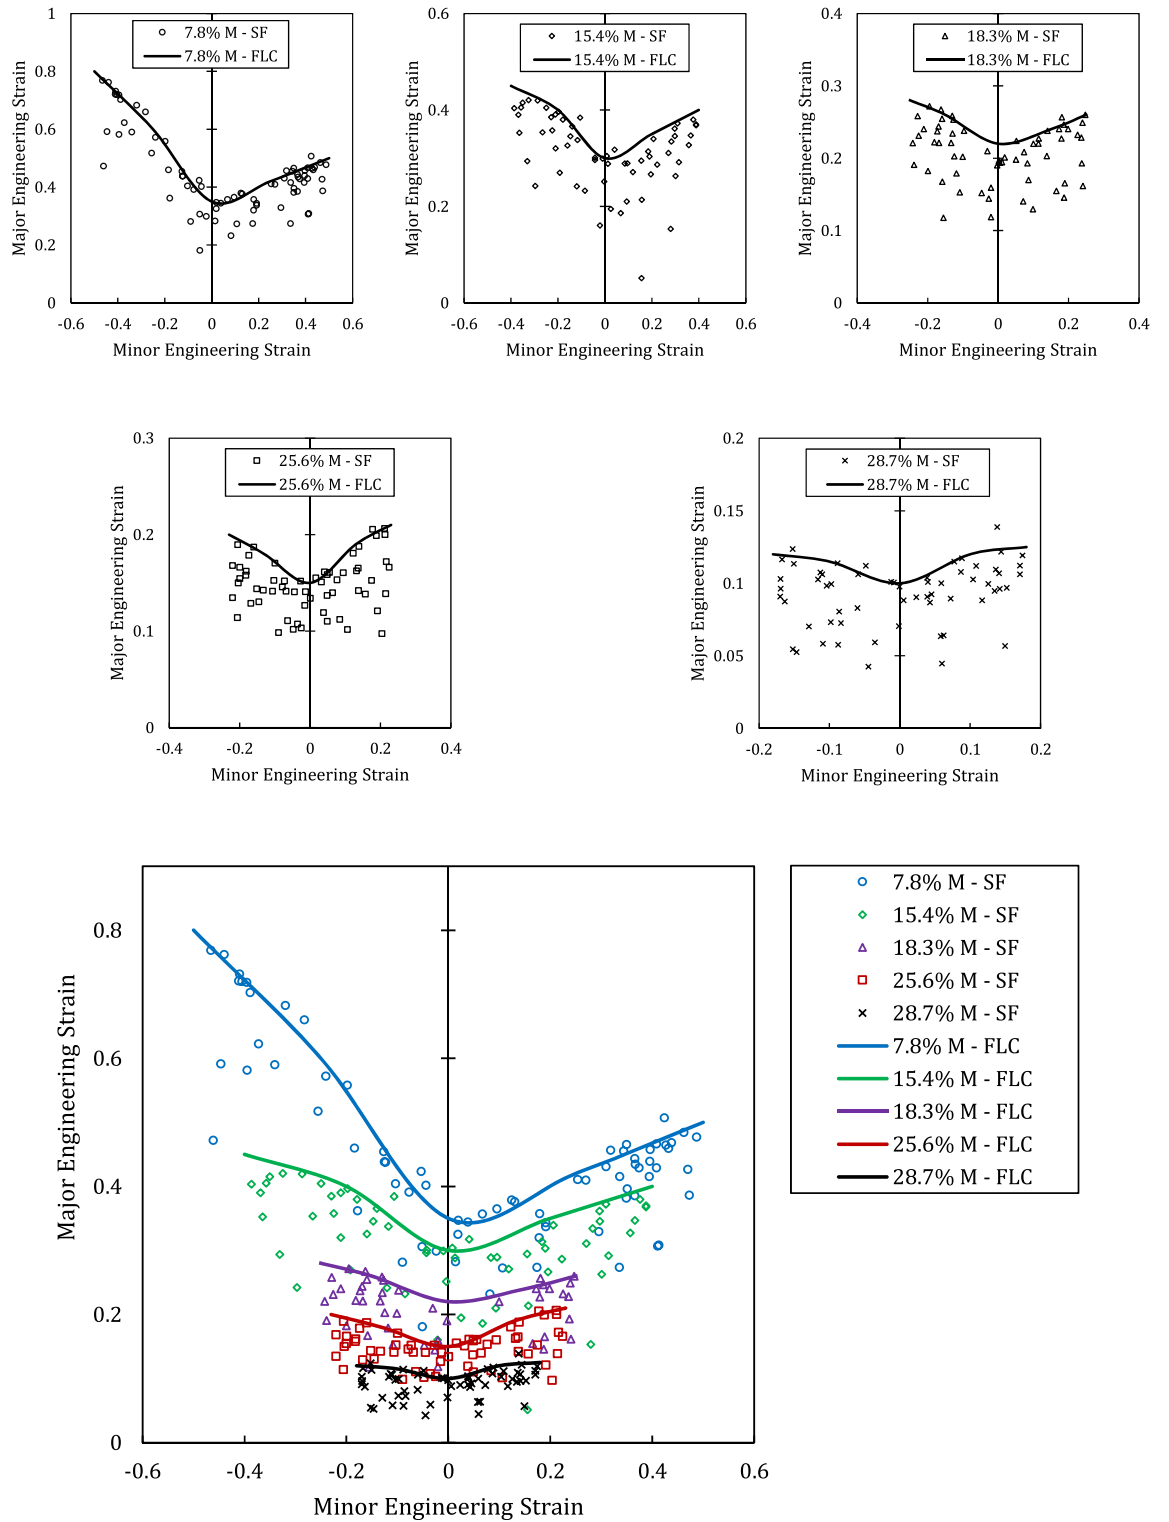 Major Engineering Strain
1
0.8
0.6
0.4
0.2
0
7.8% M - SF
7.8% M - FLC
-0.6 -0.4 -0.2 0 0.2 0.4 0.6
Minor Engineering Strain
Major Engineering Strain
0.6
0.4
0.2
0
15.4% M - SF
15.4% M - FLC
-0.6 -0.4 -0.2 0 0.2 0.4 0.6
Minor Engineering Strain
Major Engineering Strain
0.4
0.3
0.2
0.1
0
18.3% M - SF
18.3% M - FLC
-0.4 -0.2 0 0.2 0.4
Minor Engineering Strain
Major Engineering Strain
0.3
0.2
0.1
0
25.6% M - SF
25.6% M - FLC
-0.4 -0.2 0 0.2 0.4
Minor Engineering Strain
Major Engineering Strain
0.2
0.15
0.1
0.05
0
28.7% M - SF
28.7% M - FLC
-0.2 -0.1 0 0.1 0.2
Minor Engineering Strain
Major Engineering Strain
0.8
0.6
0.4
0.2
0
-0.6 -0.4 -0.2 0 0.2 0.4 0.6
Minor Engineering Strain
7.8% M - SF
15.4% M - SF
18.3% M - SF
25.6% M - SF
28.7% M - SF
7.8% M - FLC
15.4% M - FLC
18.3% M - FLC
25.6% M - FLC
28.7% M - FLC